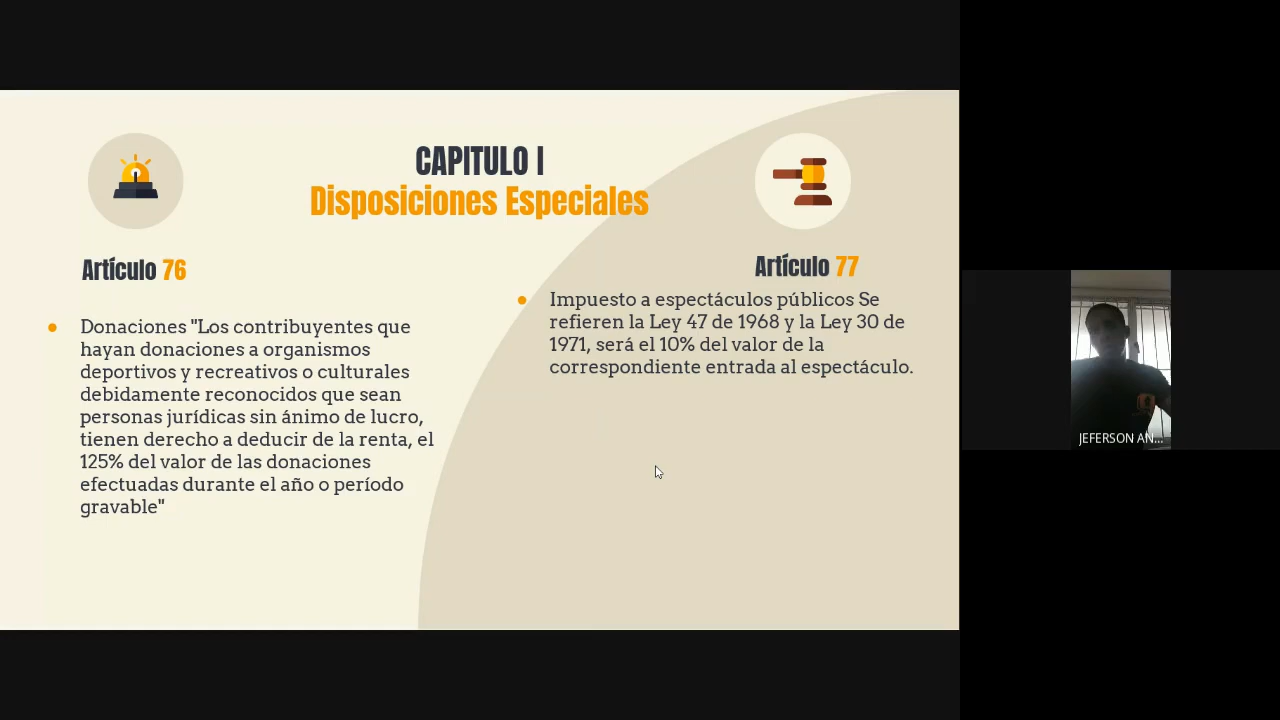 CAPITULO I
Disposiciones Especiales
Artículo 76
Donaciones "Los contribuyentes que
hayan donaciones a organismos
deportivos y recreativos o culturales
debidamente reconocidos que sean
personas jurídicas sin ánimo de lucro,
tienen derecho a deducir de la renta, el
125% del valor de las donaciones
efectuadas durante el año o período
gravable"
Artículo 77
Impuesto a espectáculos públicos Se
refieren la Ley 47 de 1968 y la Ley 30 de
1971, será el 10% del valor de la
correspondiente entrada al espectáculo.
JEFERSON AN...